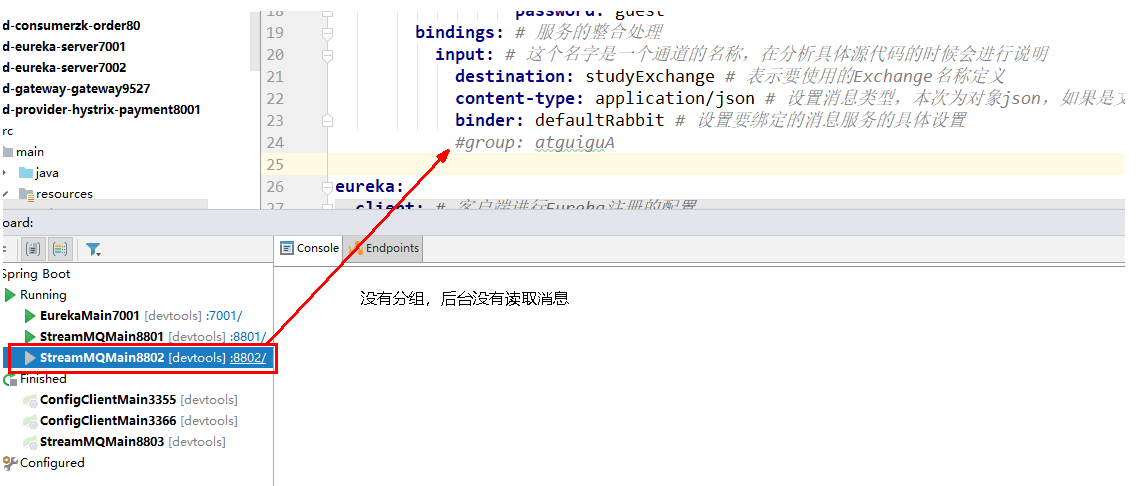 d-consumerzk-order80
d-eureka-server7001
d-eureka-server7002
d-gateway-gateway9527
d-provider-hystrix-payment8001
rc
main
java
resources
18 password: guest
19 bindings: # 服务的整合处理
20 input: # 这个名字是一个通道的名称，在分析具体源代码的时候会进行说明
21 destination: studyExchange # 表示要使用的Exchange名称定义
22 content-type: application/json # 设置消息类型，本次为对象json，如果是文
23 binder: defaultRabbit # 设置要绑定的消息服务的具体设置
24 #group: atguiguA
25
26 eureka:
27 client: # 客户端进行Eureka注册的配置
oard:
Console Endpoints
Spring Boot
Running
EurekaMain7001 [devtools] :7001/
StreamMQMain8801 [devtools] :8801/
StreamMQMain8802 [devtools] :8802/
Finished
ConfigClientMain3355 [devtools]
ConfigClientMain3366 [devtools]
StreamMQMain8803 [devtools]
Configured
没有分组，后台没有读取消息